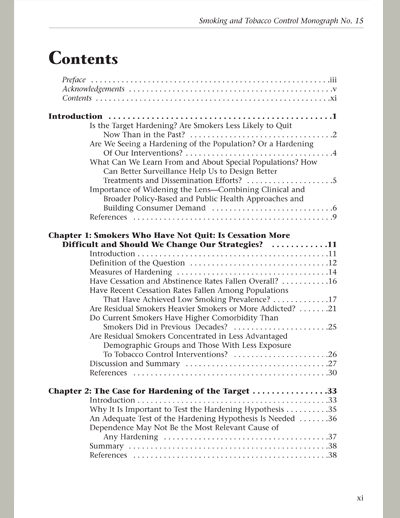 Smoking and Tobacco Control Monograph No. 15
Contents
Preface . . . . . . . . . . iii
Acknowledgements . . . . . . . . . . v
Contents . . . . . . . . . . xi
Introduction . . . . . . . . . . 1
Is the Target Hardening? Are Smokers Less Likely to Quit
Now Than in the Past? . . . . . . . . . . 2
Are We Seeing a Hardening of the Population? Or a Hardening
Of Our Interventions? . . . . . . . . . . 4
What Can We Learn From and About Special Populations? How
Can Better Surveillance Help Us to Design Better
Treatments and Dissemination Efforts? . . . . . . . . . . 5
Importance of Widening the Lens—Combining Clinical and
Broader Policy-Based and Public Health Approaches and
Building Consumer Demand . . . . . . . . . . 6
References . . . . . . . . . . 9
Chapter 1: Smokers Who Have Not Quit: Is Cessation More
Difficult and Should We Change Our Strategies? . . . . . . . . . . 11
Introduction . . . . . . . . . . 11
Definition of the Question . . . . . . . . . . 12
Measures of Hardening . . . . . . . . . . 14
Have Cessation and Abstinence Rates Fallen Overall? . . . . . . . . . . 16
Have Recent Cessation Rates Fallen Among Populations
That Have Achieved Low Smoking Prevalence? . . . . . . . . . . 17
Are Residual Smokers Heavier Smokers or More Addicted? . . . . . . . 21
Do Current Smokers Have Higher Comorbidity Than
Smokers Did in Previous Decades? . . . . . . . . . . 25
Are Residual Smokers Concentrated in Less Advantaged
Demographic Groups and Those With Less Exposure
To Tobacco Control Interventions? . . . . . . . . . . 26
Discussion and Summary . . . . . . . . . . 27
References . . . . . . . . . . 30
Chapter 2: The Case for Hardening of the Target . . . . . . . . . . 33
Introduction . . . . . . . . . . 33
Why It Is Important to Test the Hardening Hypothesis . . . . . . . . . . 35
An Adequate Test of the Hardening Hypothesis Is Needed . . . . . . . 36
Dependence May Not Be the Most Relevant Cause of
Any Hardening . . . . . . . . . . 37
Summary . . . . . . . . . . 38
References . . . . . . . . . . 38
xi